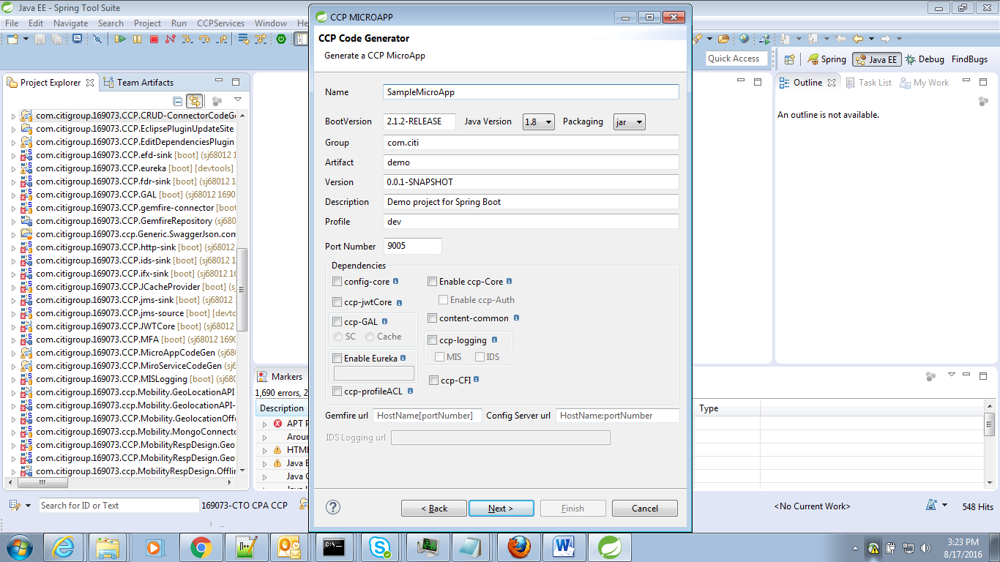 Java EE - Spring Tool Suite
File Edit Navigate Search Project Run CCPServices Window He
Quick Access
Spring Java EE Debug FindBugs
Project Explorer Team Artifacts
com.citigroup.169073.CCP.CRUD-ConnectorCodeGe
com.citigroup.169073.CCP.EclipsePluginUpdateSite
com.citigroup.169073.CCP.EditDependenciesPlugin
com.citigroup.169073.CCP.efd-sink [boot] (sj68012 1
com.citigroup.169073.CCP.eureka [boot] [devtools]
com.citigroup.169073.CCP.fdr-sink [boot] (sj68012 1
com.citigroup.169073.CCP.GAL [boot] (sj68012 1690
com.citigroup.169073.CCP.gemfire-connector [boot
com.citigroup.169073.CCP.GemfireRepository (sj680
com.citigroup.169073.ccp.Generic.SwaggerJson.com
com.citigroup.169073.CCP.http-sink [boot] (sj68012
com.citigroup.169073.CCP.ids-sink [boot] (sj68012 1
com.citigroup.169073.CCP.ifx-sink [boot] (sj68012 1
com.citigroup.169073.CCP.JCacheProvider [boot] (s
com.citigroup.169073.CCP.jms-sink [boot] (sj68012
com.citigroup.169073.CCP.jms-source [boot] [devto
com.citigroup.169073.CCP.JWTCore [boot] (sj68012
com.citigroup.169073.CCP.MFA [boot] (sj68012 1690
com.citigroup.169073.CCP.MicroAppCodeGen (sj680
com.citigroup.169073.CCP.MiroServiceCodeGen (sj6
com.citigroup.169073.CCP.MISLogging [boot] (sj680
com.citigroup.169073.ccp.Mobility.GeoLocationAPI
com.citigroup.169073.CCP.Mobility.GeolocationAPI-
com.citigroup.169073.CCP.Mobility.GeolocationOffe
com.citigroup.169073.ccp.Mobility.MongoConnecto
com.citigroup.169073.CCP.MobilityRespDesign.Geo
com.citigroup.169073.CCP.MobilityRespDesign.Geo
com.citigroup.169073.ccp.MobilityRespDesign.Offlin
CCP MICROAPP
CCP Code Generator
Generate a CCP MicroApp
Name SampleMicroApp
BootVersion 2.1.2-RELEASE Java Version 1.8 Packaging jar
Group com.citi
Artifact demo
Version 0.0.1-SNAPSHOT
Description Demo project for Spring Boot
Profile dev
Port Number 9005
Dependencies
config-core Enable ccp-Core
ccp-jwtCore Enable ccp-Auth
ccp-GAL content-common
SC Cache ccp-logging
Enable Eureka MIS IDS
ccp-CFI
ccp-profileACL
Gemfire url HostName[portNumber] Config Server url HostName:portNumber
IDS Logging url
< Back Next > Finish Cancel
Outline Task List My Work
An outline is not available.
Markers
1,690 errors, 2
Description Type
APT P
Aroun
HTML
Java B
Java C
Search for ID or Text 169073-CTO CPA CCP
<No Current Work> 548 Hits
3:23 PM
8/17/2016